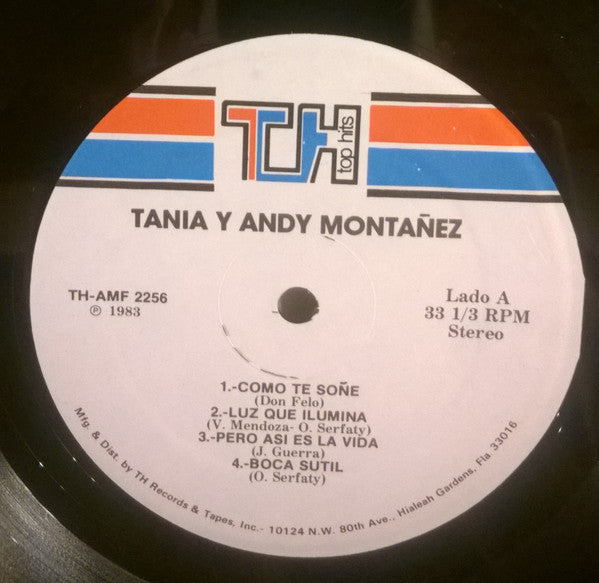 TH top hits
TANIA Y ANDY MONTAÑEZ
TH-AMF 2256
℗ 1983
Lado A
33 1/3 RPM
Stereo
1.-COMO TE SOÑE
(Don Felo)
2.-LUZ QUE ILUMINA
(V. Mendoza- O. Serfaty)
3.-PERO ASI ES LA VIDA
(J. Guerra)
4.-BOCA SUTIL
(O. Serfaty)
Mfg. & Dist. by TH Records & Tapes, Inc.- 10124 N.W. 80th Ave., Hialeah Gardens, Fla. 33016